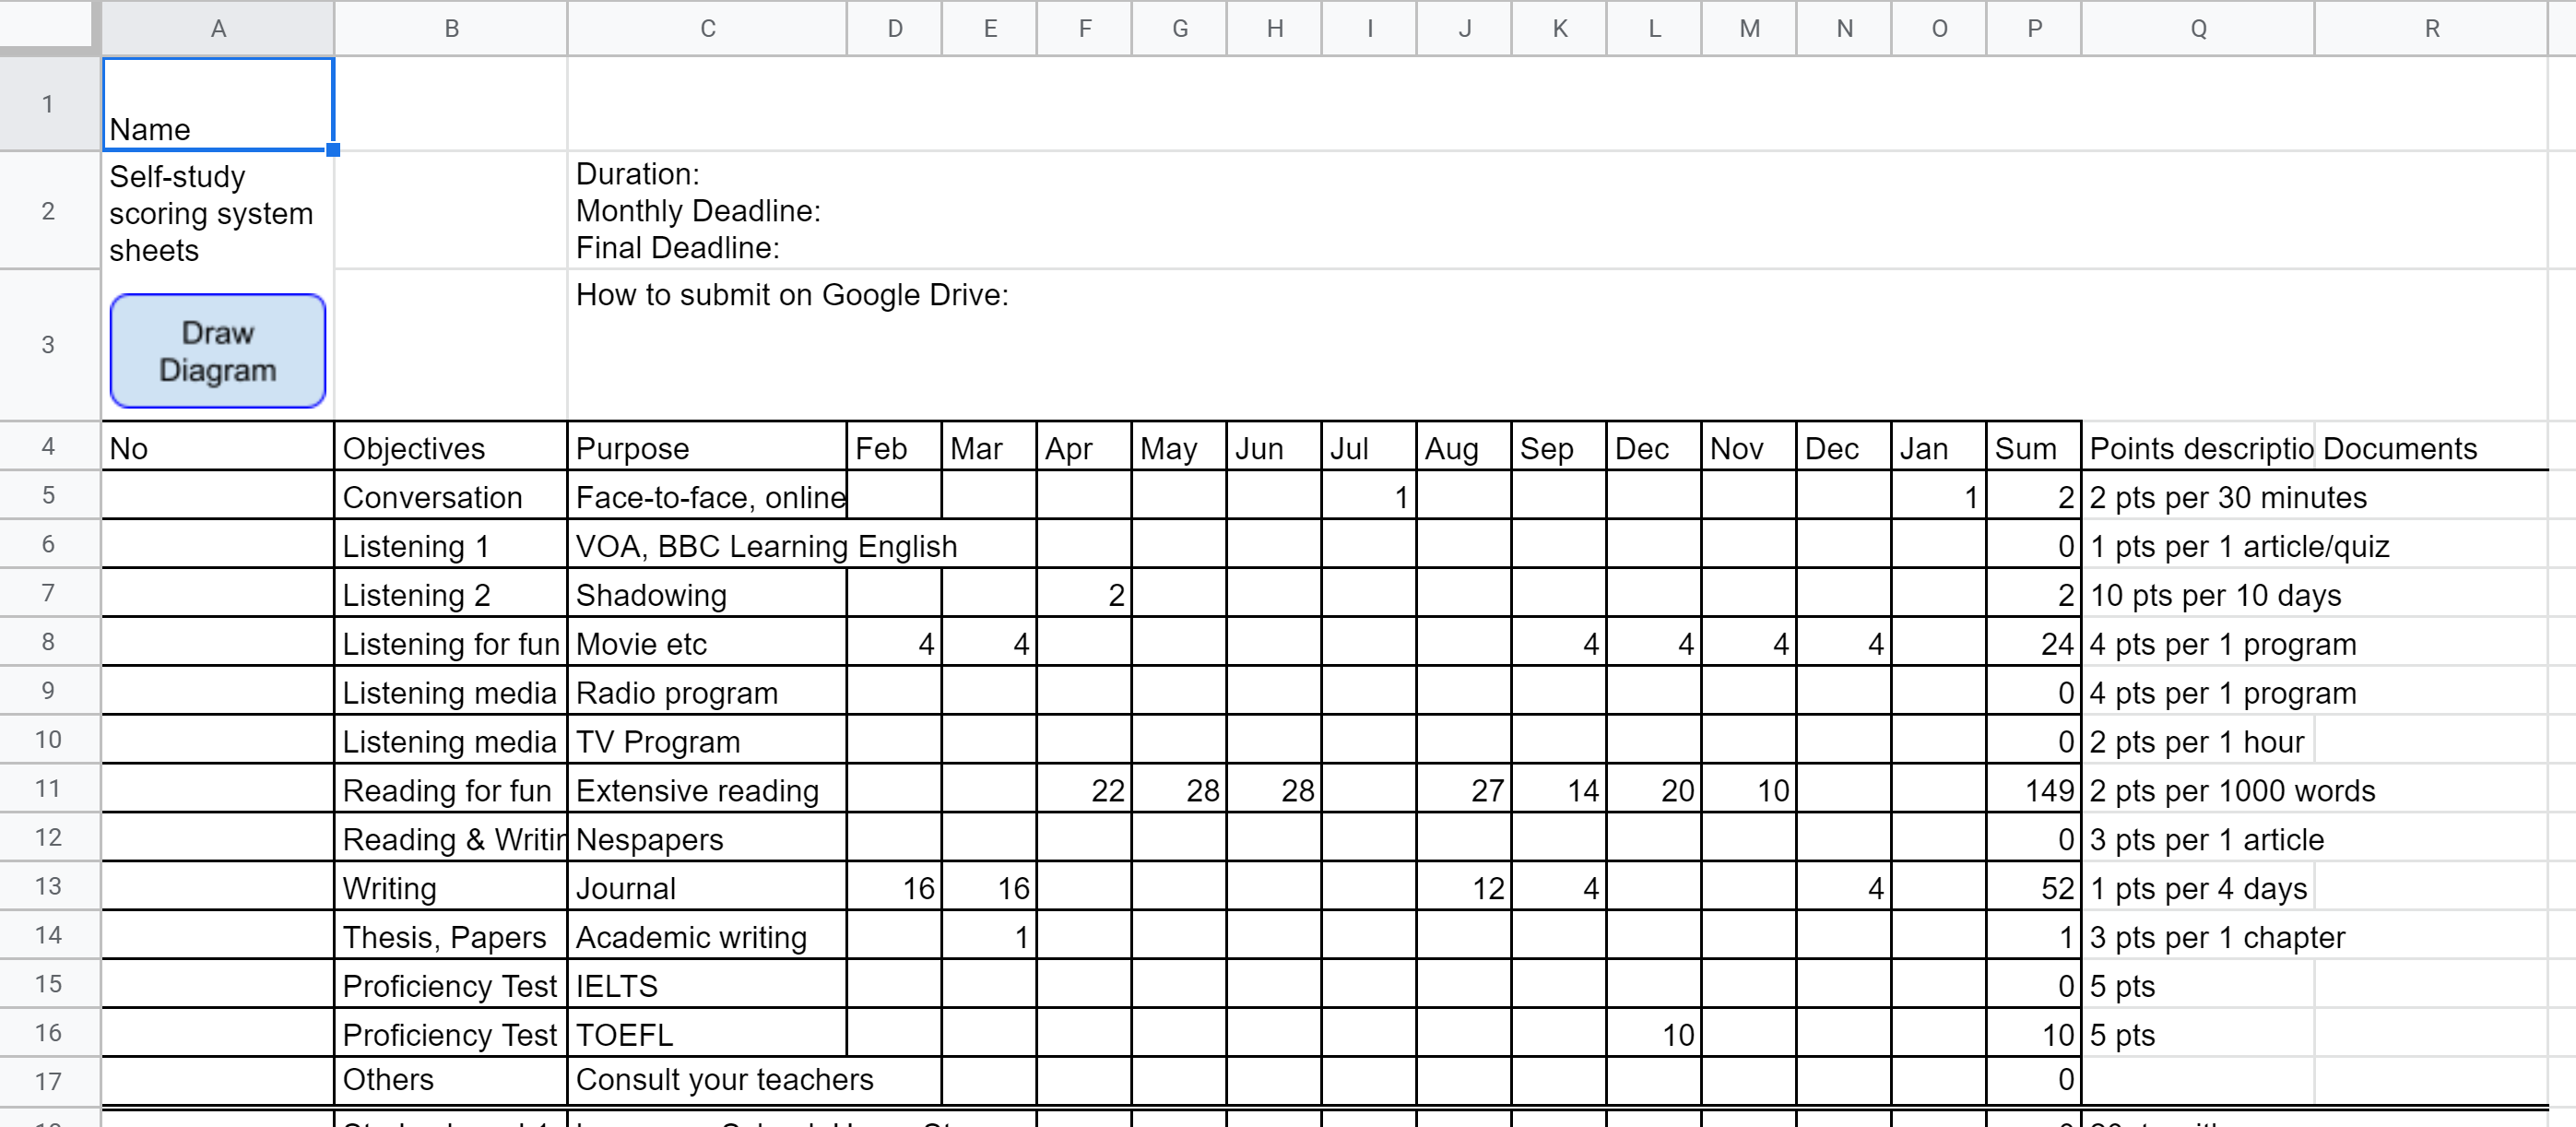 A B C D E F G H I J K L M N O P Q R
1 Name
2 Self-study
scoring system
sheets
Duration:
Monthly Deadline:
Final Deadline:
3 Draw
Diagram
How to submit on Google Drive:
4 No Objectives Purpose Feb Mar Apr May Jun Jul Aug Sep Dec Nov Dec Jan Sum Points descriptio Documents
5 Conversation Face-to-face, online 1 1 2 2 pts per 30 minutes
6 Listening 1 VOA, BBC Learning English 0 1 pts per 1 article/quiz
7 Listening 2 Shadowing 2 2 10 pts per 10 days
8 Listening for fun Movie etc 4 4 4 4 4 4 24 4 pts per 1 program
9 Listening media Radio program 0 4 pts per 1 program
10 Listening media TV Program 0 2 pts per 1 hour
11 Reading for fun Extensive reading 22 28 28 27 14 20 10 149 2 pts per 1000 words
12 Reading & Writin Nespapers 0 3 pts per 1 article
13 Writing Journal 16 16 12 4 4 52 1 pts per 4 days
14 Thesis, Papers Academic writing 1 1 3 pts per 1 chapter
15 Proficiency Test IELTS 0 5 pts
16 Proficiency Test TOEFL 10 10 5 pts
17 Others Consult your teachers 0